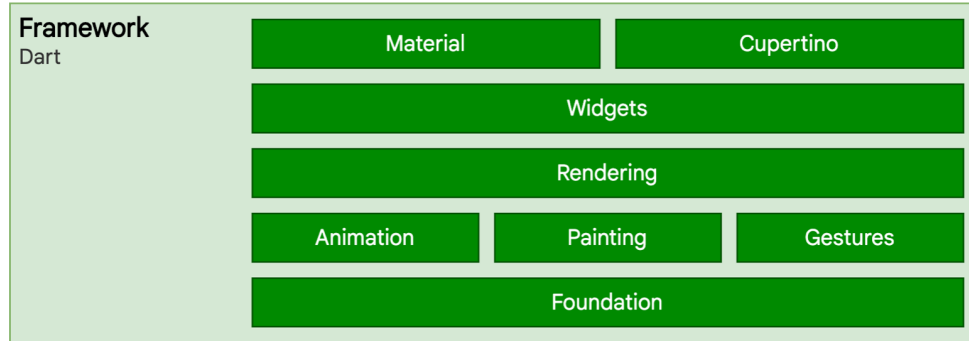 Framework
Dart
Material
Cupertino
Widgets
Rendering
Animation
Painting
Gestures
Foundation